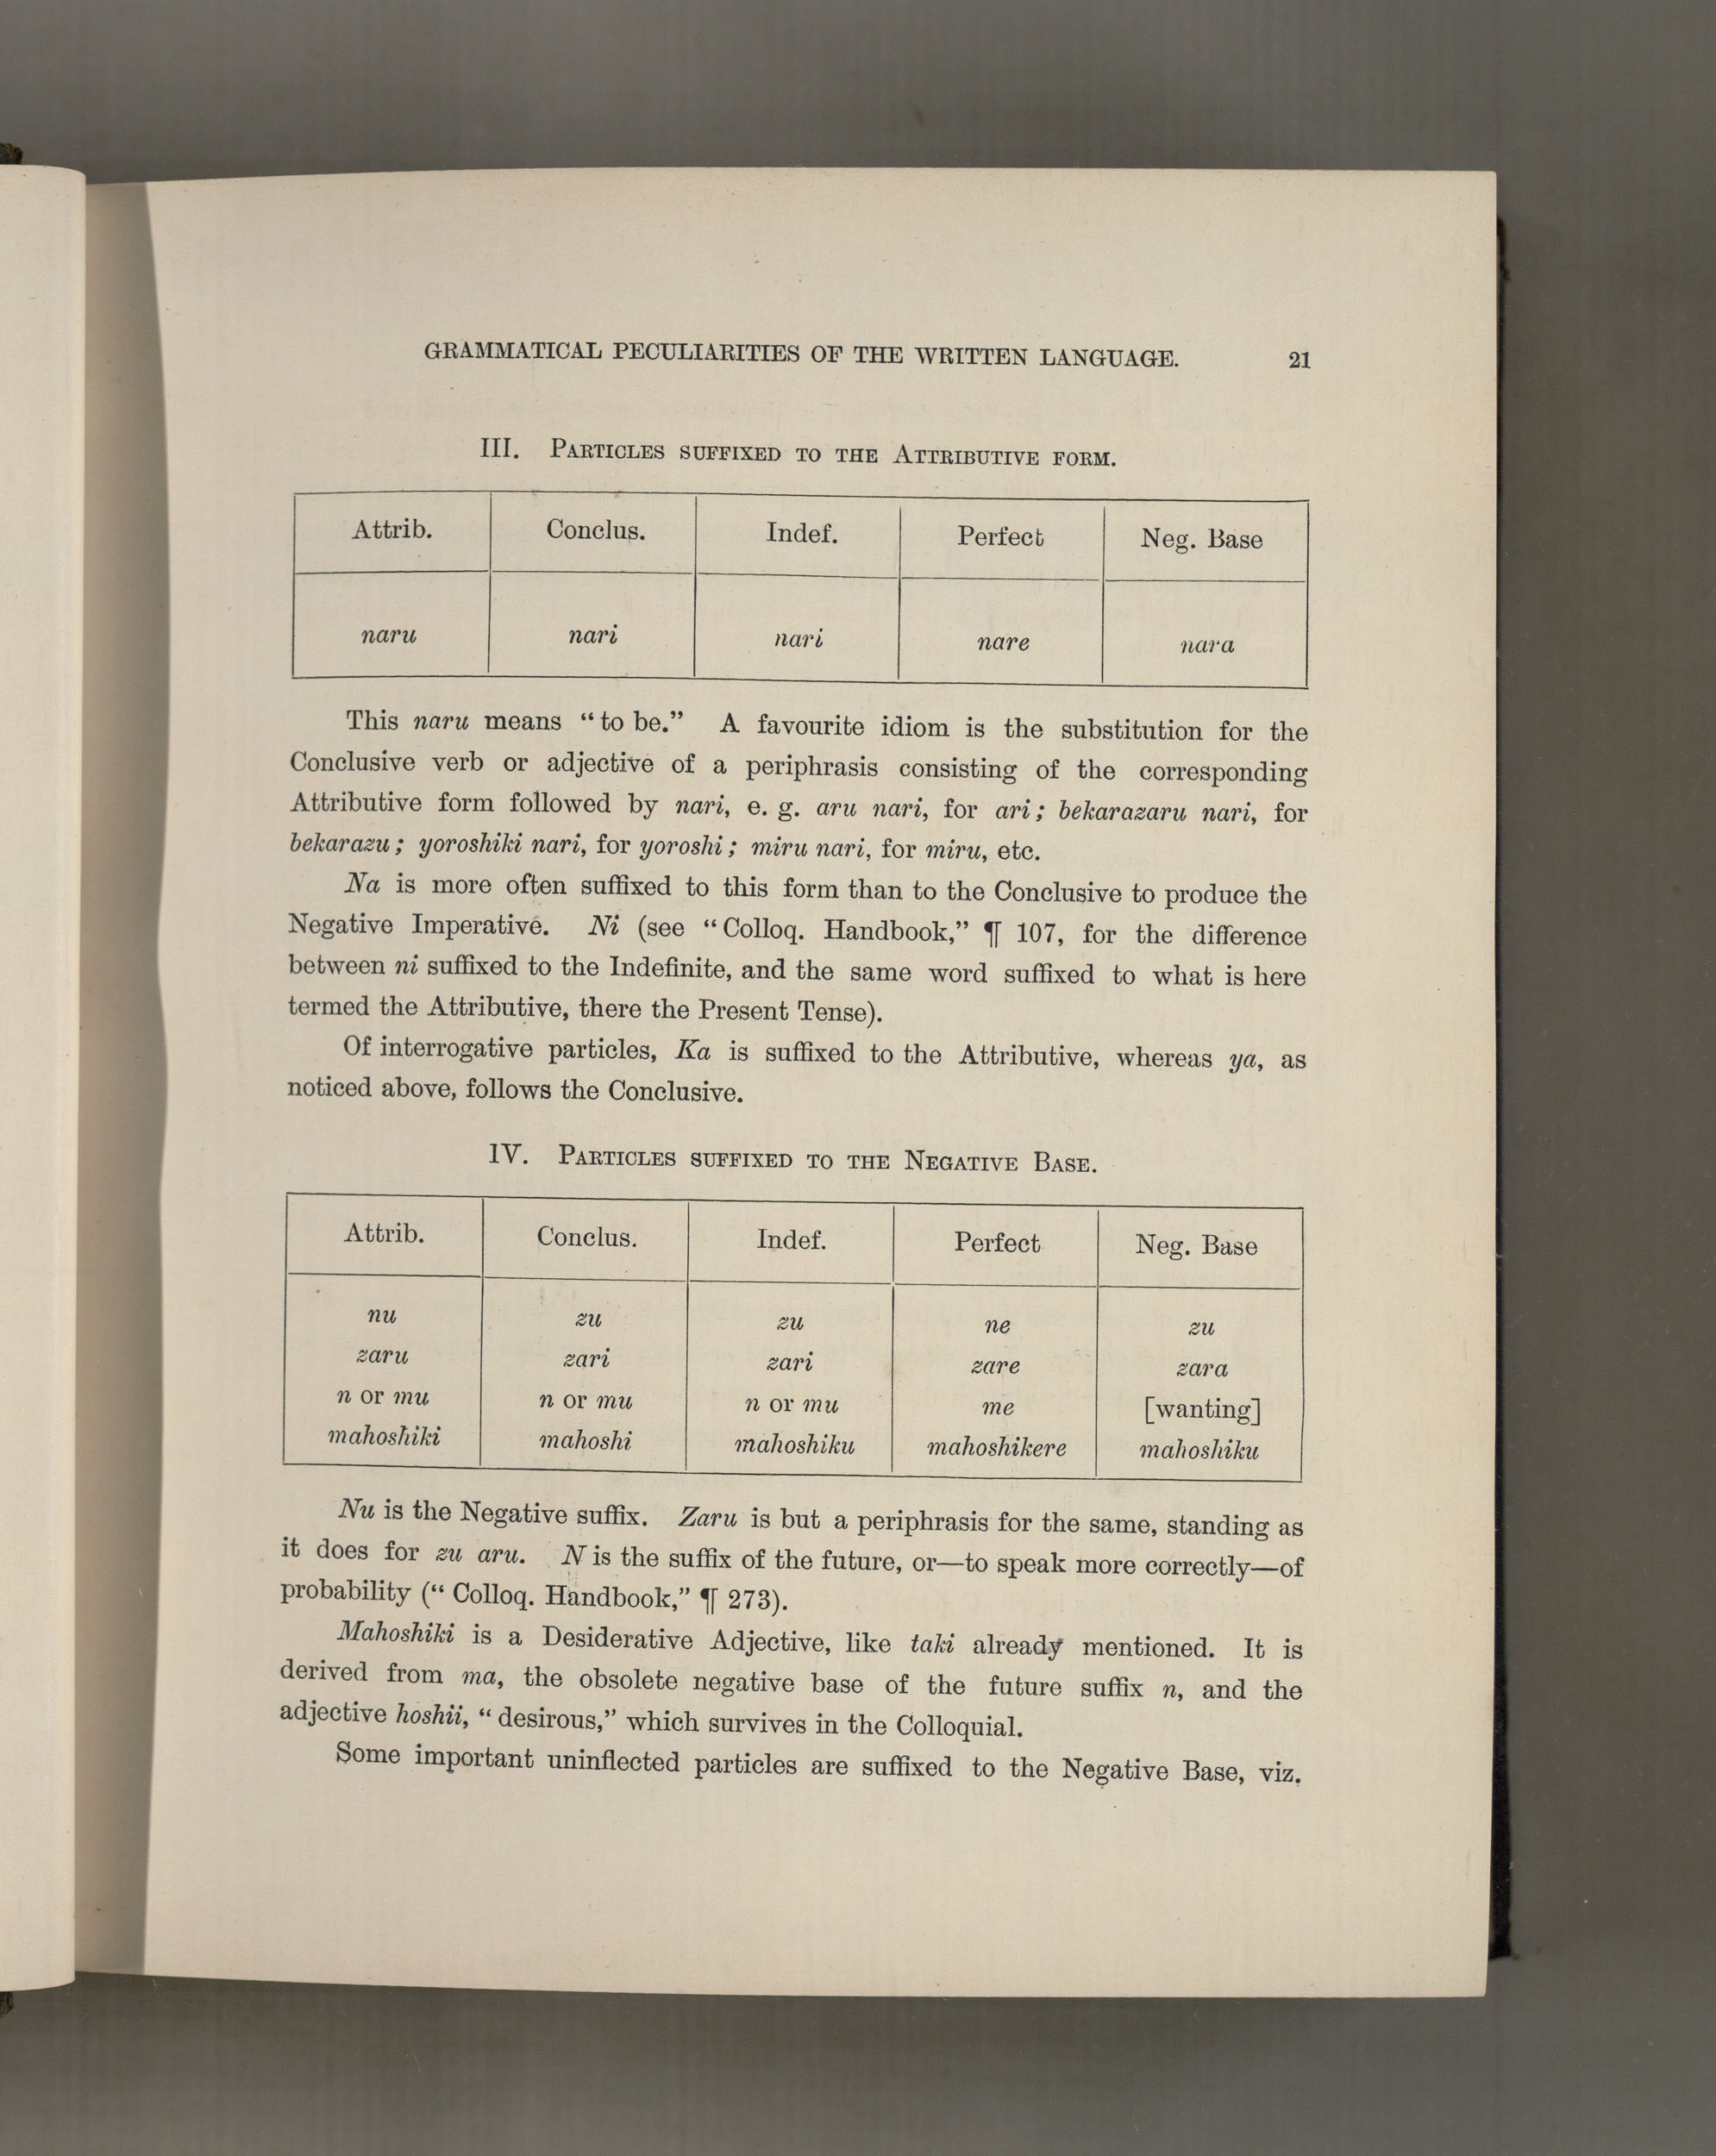 GRAMMATICAL PECULIARITIES OF THE WRITTEN LANGUAGE. 21
III. PARTICLES SUFFIXED TO THE ATTRIBUTIVE FORM.
Attrib. Conclus. Indef. Perfect Neg. Base
naru nari nari nare nara
This naru means “to be.” A favourite idiom is the substitution for the
Conclusive verb or adjective of a periphrasis consisting of the corresponding
Attributive form followed by nari, e. g. aru nari, for ari; bekarazaru nari, for
bekarazu; yoroshiki nari, for yoroshi; miru nari, for miru, etc.
Na is more often suffixed to this form than to the Conclusive to produce the
Negative Imperative. Ni (see “Colloq. Handbook,” ¶ 107, for the difference
between ni suffixed to the Indefinite, and the same word suffixed to what is here
termed the Attributive, there the Present Tense).
Of interrogative particles, Ka is suffixed to the Attributive, whereas ya, as
noticed above, follows the Conclusive.
IV. PARTICLES SUFFIXED TO THE NEGATIVE BASE.
Attrib. Conclus. Indef. Perfect Neg. Base
nu zu zu ne zu
zaru zari zari zare zara
n or mu n or mu n or mu me [wanting]
mahoshiki mahoshi mahoshiku mahoshikere mahoshiku
Nu is the Negative suffix. Zaru is but a periphrasis for the same, standing as
it does for zu aru. N is the suffix of the future, or—to speak more correctly—of
probability (“Colloq. Handbook,” ¶ 273).
Mahoshiki is a Desiderative Adjective, like taki already mentioned. It is
derived from ma, the obsolete negative base of the future suffix n, and the
adjective hoshii, “desirous,” which survives in the Colloquial.
Some important uninflected particles are suffixed to the Negative Base, viz.